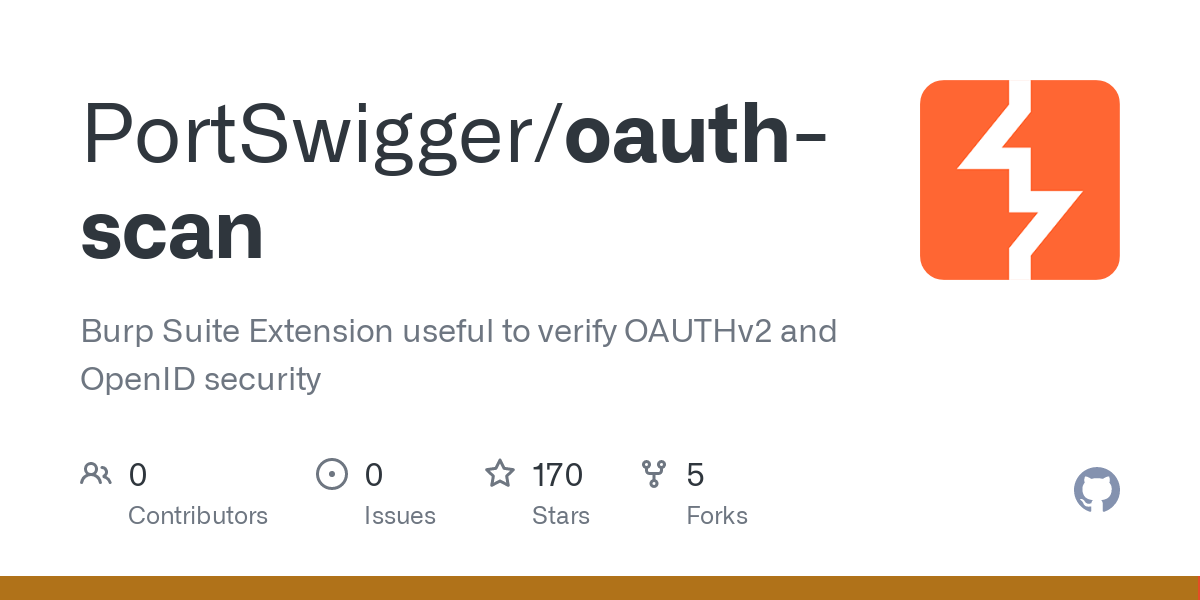 PortSwigger/oauth-
scan
Burp Suite Extension useful to verify OAUTHv2 and
OpenID security
0 0 170 5
Contributors Issues Stars Forks